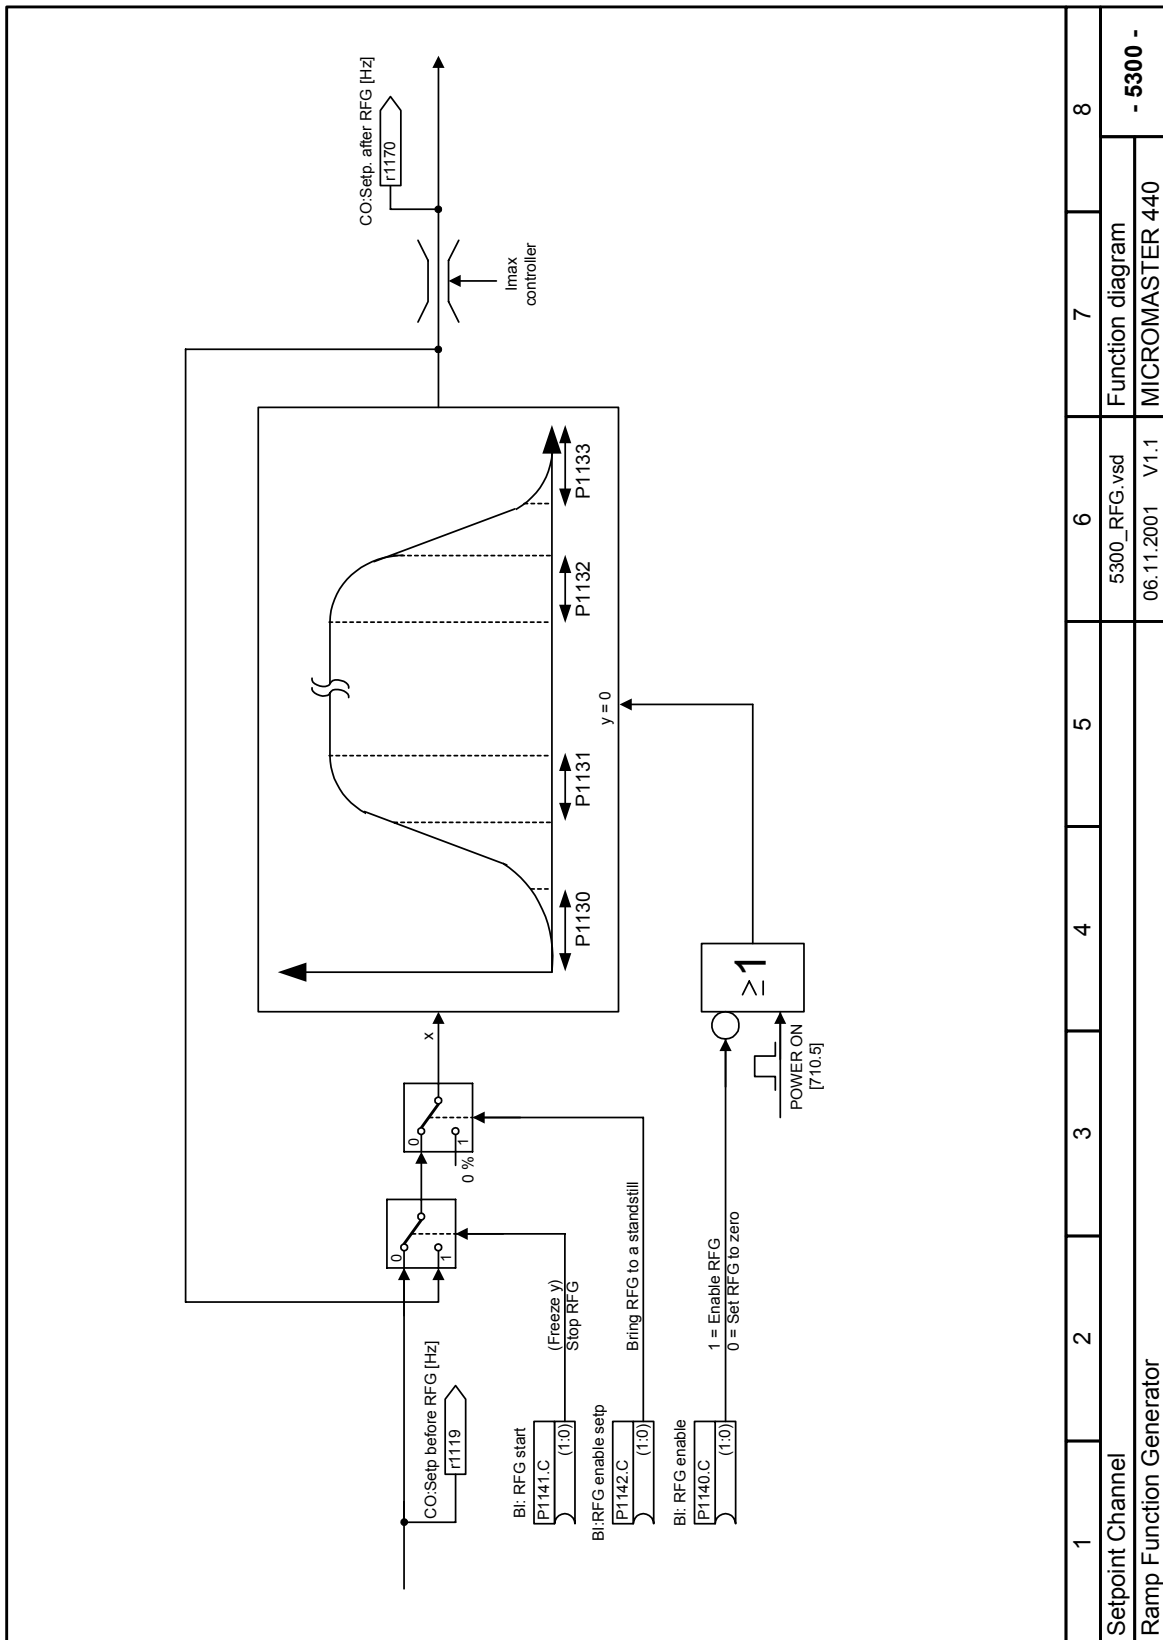 CO:Setp before RFG [Hz]
r1119
BI: RFG start
P1141.C
(1:0)
(Freeze y)
Stop RFG
BI:RFG enable setp
P1142.C
(1:0)
Bring RFG to a standstill
BI: RFG enable
P1140.C
(1:0)
1 = Enable RFG
0 = Set RFG to zero
0
1
0
1
0 %
x
POWER ON
[710.5]
≥1
y = 0
P1130
P1131
P1132
P1133
Imax
controller
CO:Setp. after RFG [Hz]
r1170
1
2
3
4
5
6
7
8
Setpoint Channel
5300_RFG.vsd
Function diagram
- 5300 -
Ramp Function Generator
06.11.2001
V1.1
MICROMASTER 440